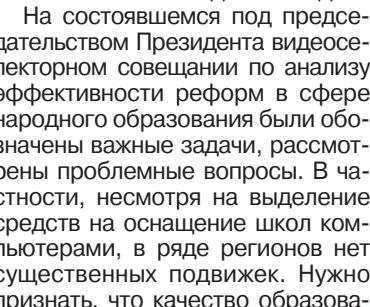 На состоявшемся под предсе-
дательством Президента видеосе-
лекторном совещании по анализу
эффективности реформ в сфере
народного образования были обо-
значены важные задачи, рассмот-
рены проблемные вопросы. В ча-
стности, несмотря на выделение
средств на оснащение школ ком-
пьютерами, в ряде регионов нет
существенных подвижек. Нужно
признать, что качество образова-